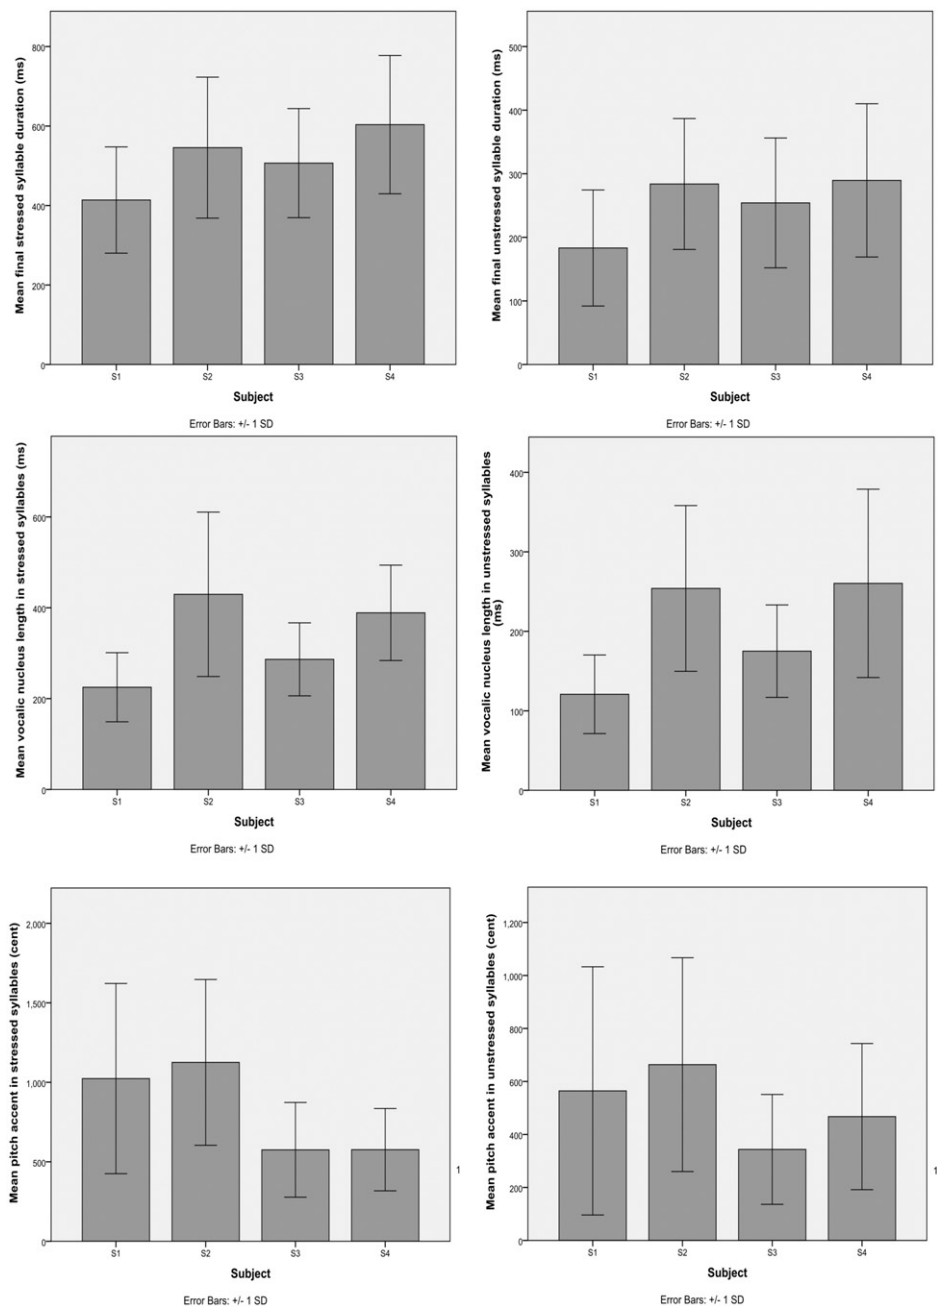 Mean final stressed syllable duration (ms)
800
600
400
200
0
S1 S2 S3 S4
Subject
Error Bars: +/- 1 SD
Mean final unstressed syllable duration (ms)
500
400
300
200
100
0
S1 S2 S3 S4
Subject
Error Bars: +/- 1 SD
Mean vocalic nucleus length in stressed syllables (ms)
600
400
200
0
S1 S2 S3 S4
Subject
Error Bars: +/- 1 SD
Mean vocalic nucleus length in unstressed syllables
(ms)
400
300
200
100
0
S1 S2 S3 S4
Subject
Error Bars: +/- 1 SD
Mean pitch accent in stressed syllables (cent)
2,000
1,500
1,000
500
0
S1 S2 S3 S4
Subject
Error Bars: +/- 1 SD
1
Mean pitch accent in unstressed syllables (cent)
1,200
1,000
800
600
400
200
0
S1 S2 S3 S4
Subject
Error Bars: +/- 1 SD
1